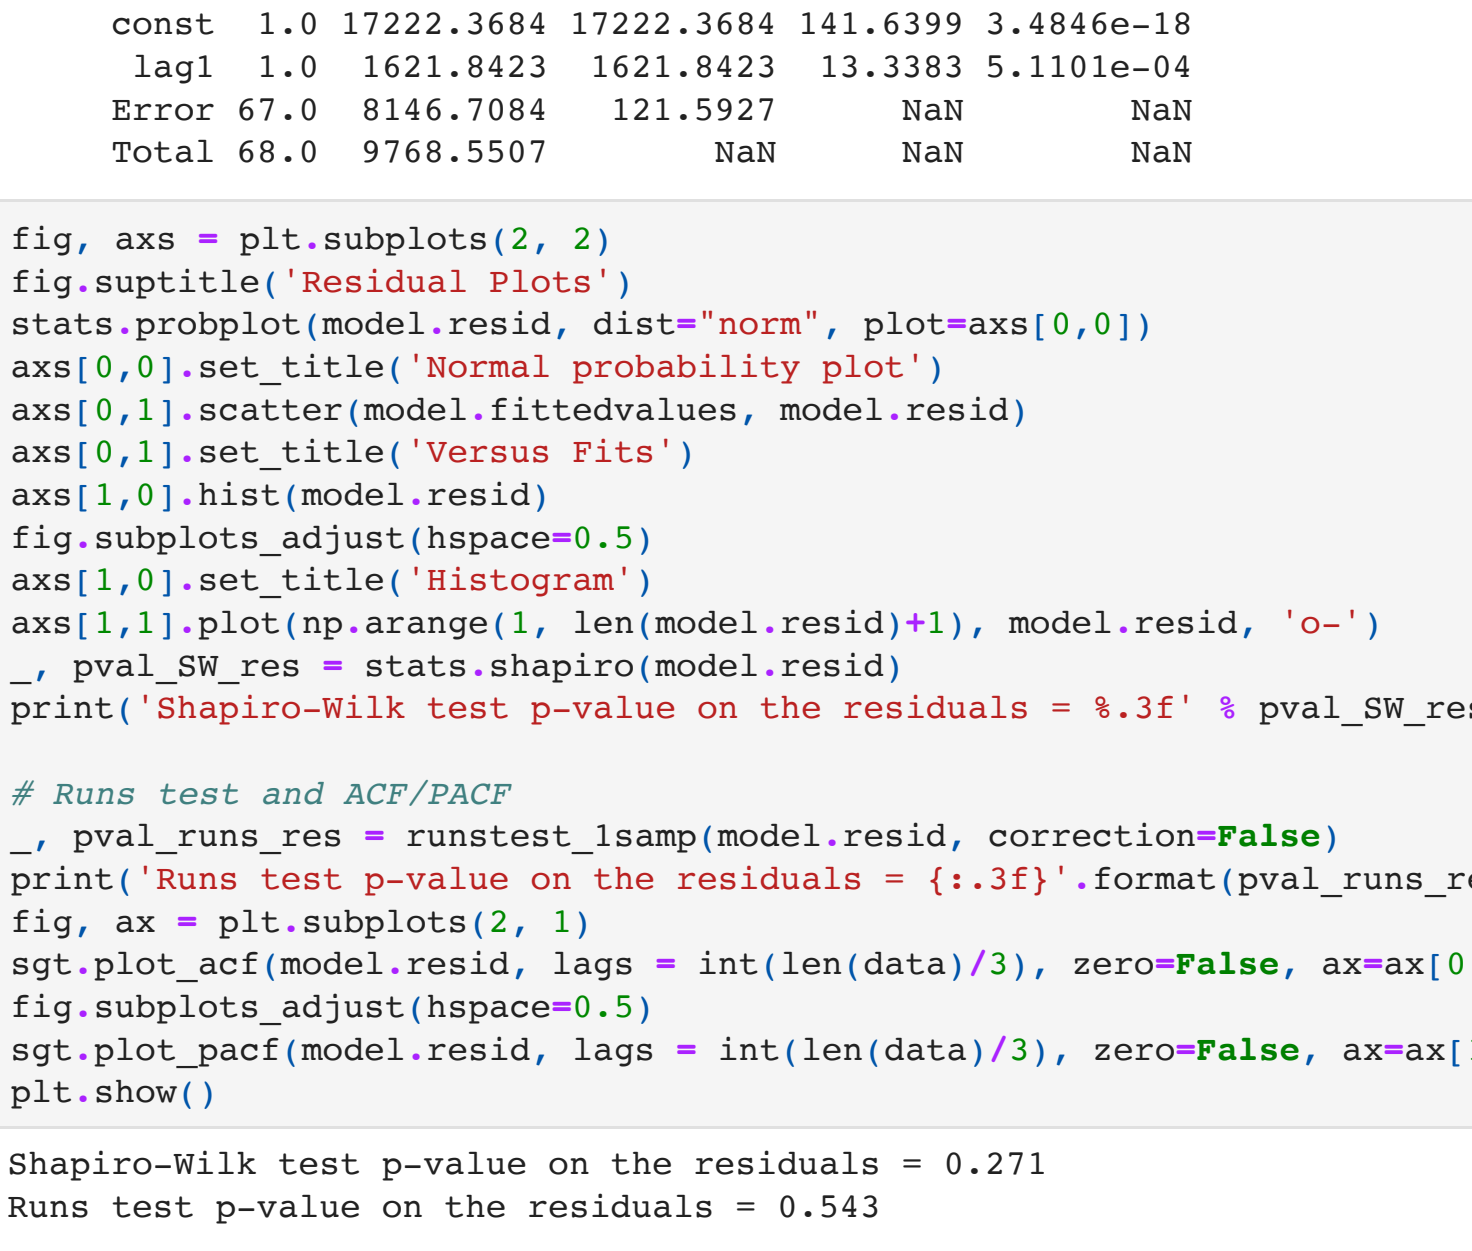 const 1.0 17222.3684 17222.3684 141.6399 3.4846e-18
lag1 1.0 1621.8423 1621.8423 13.3383 5.1101e-04
Error 67.0 8146.7084 121.5927 NaN NaN
Total 68.0 9768.5507 NaN NaN NaN
fig, axs = plt.subplots(2, 2)
fig.suptitle('Residual Plots')
stats.probplot(model.resid, dist="norm", plot=axs[0,0])
axs[0,0].set_title('Normal probability plot')
axs[0,1].scatter(model.fittedvalues, model.resid)
axs[0,1].set_title('Versus Fits')
axs[1,0].hist(model.resid)
fig.subplots_adjust(hspace=0.5)
axs[1,0].set_title('Histogram')
axs[1,1].plot(np.arange(1, len(model.resid)+1), model.resid, 'o-')
_, pval_SW_res = stats.shapiro(model.resid)
print('Shapiro-Wilk test p-value on the residuals = %.3f' % pval_SW_res
# Runs test and ACF/PACF
_, pval_runs_res = runstest_1samp(model.resid, correction=False)
print('Runs test p-value on the residuals = {:.3f}'.format(pval_runs_re
fig, ax = plt.subplots(2, 1)
sgt.plot_acf(model.resid, lags = int(len(data)/3), zero=False, ax=ax[0
fig.subplots_adjust(hspace=0.5)
sgt.plot_pacf(model.resid, lags = int(len(data)/3), zero=False, ax=ax[
plt.show()
Shapiro-Wilk test p-value on the residuals = 0.271
Runs test p-value on the residuals = 0.543